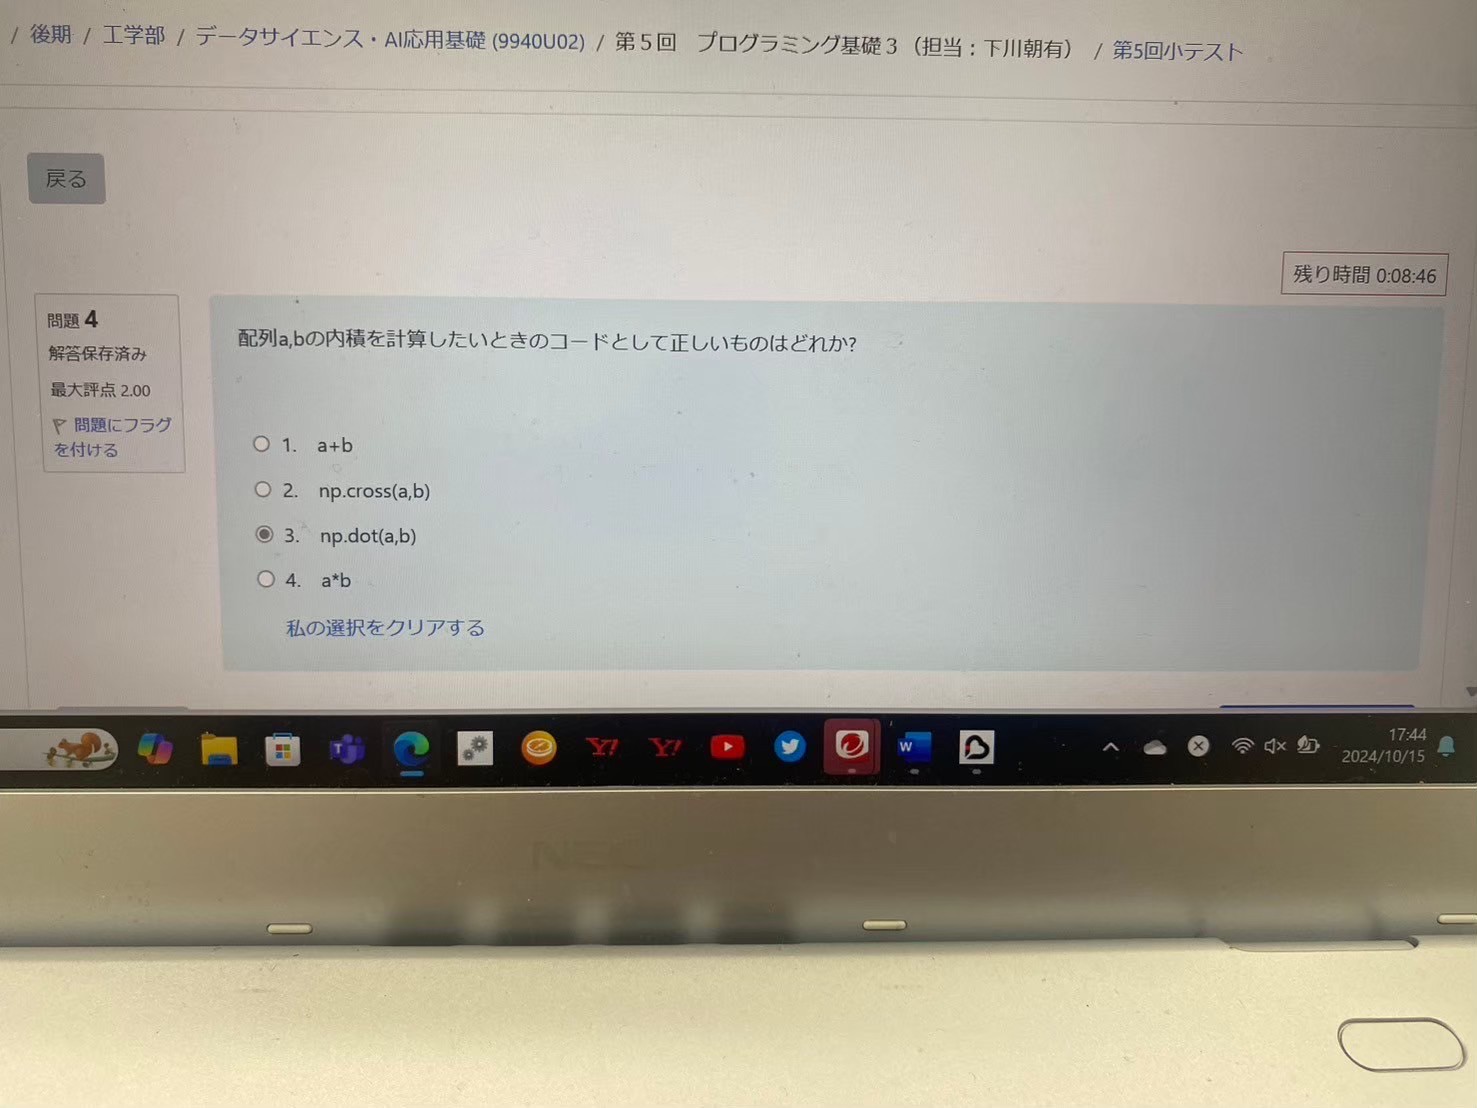 / 後期 / 工学部 / データサイエンス・AI応用基礎 (9940U02) / 第５回　プログラミング基礎３（担当：下川朝有） / 第5回小テスト
戻る
残り時間 0:08:46
問題 4
解答保存済み
最大評点 2.00
問題にフラグ
を付ける
配列a,bの内積を計算したいときのコードとして正しいものはどれか?
1. a+b
2. np.cross(a,b)
3. np.dot(a,b)
4. a*b
私の選択をクリアする
17:44
2024/10/15
NEC